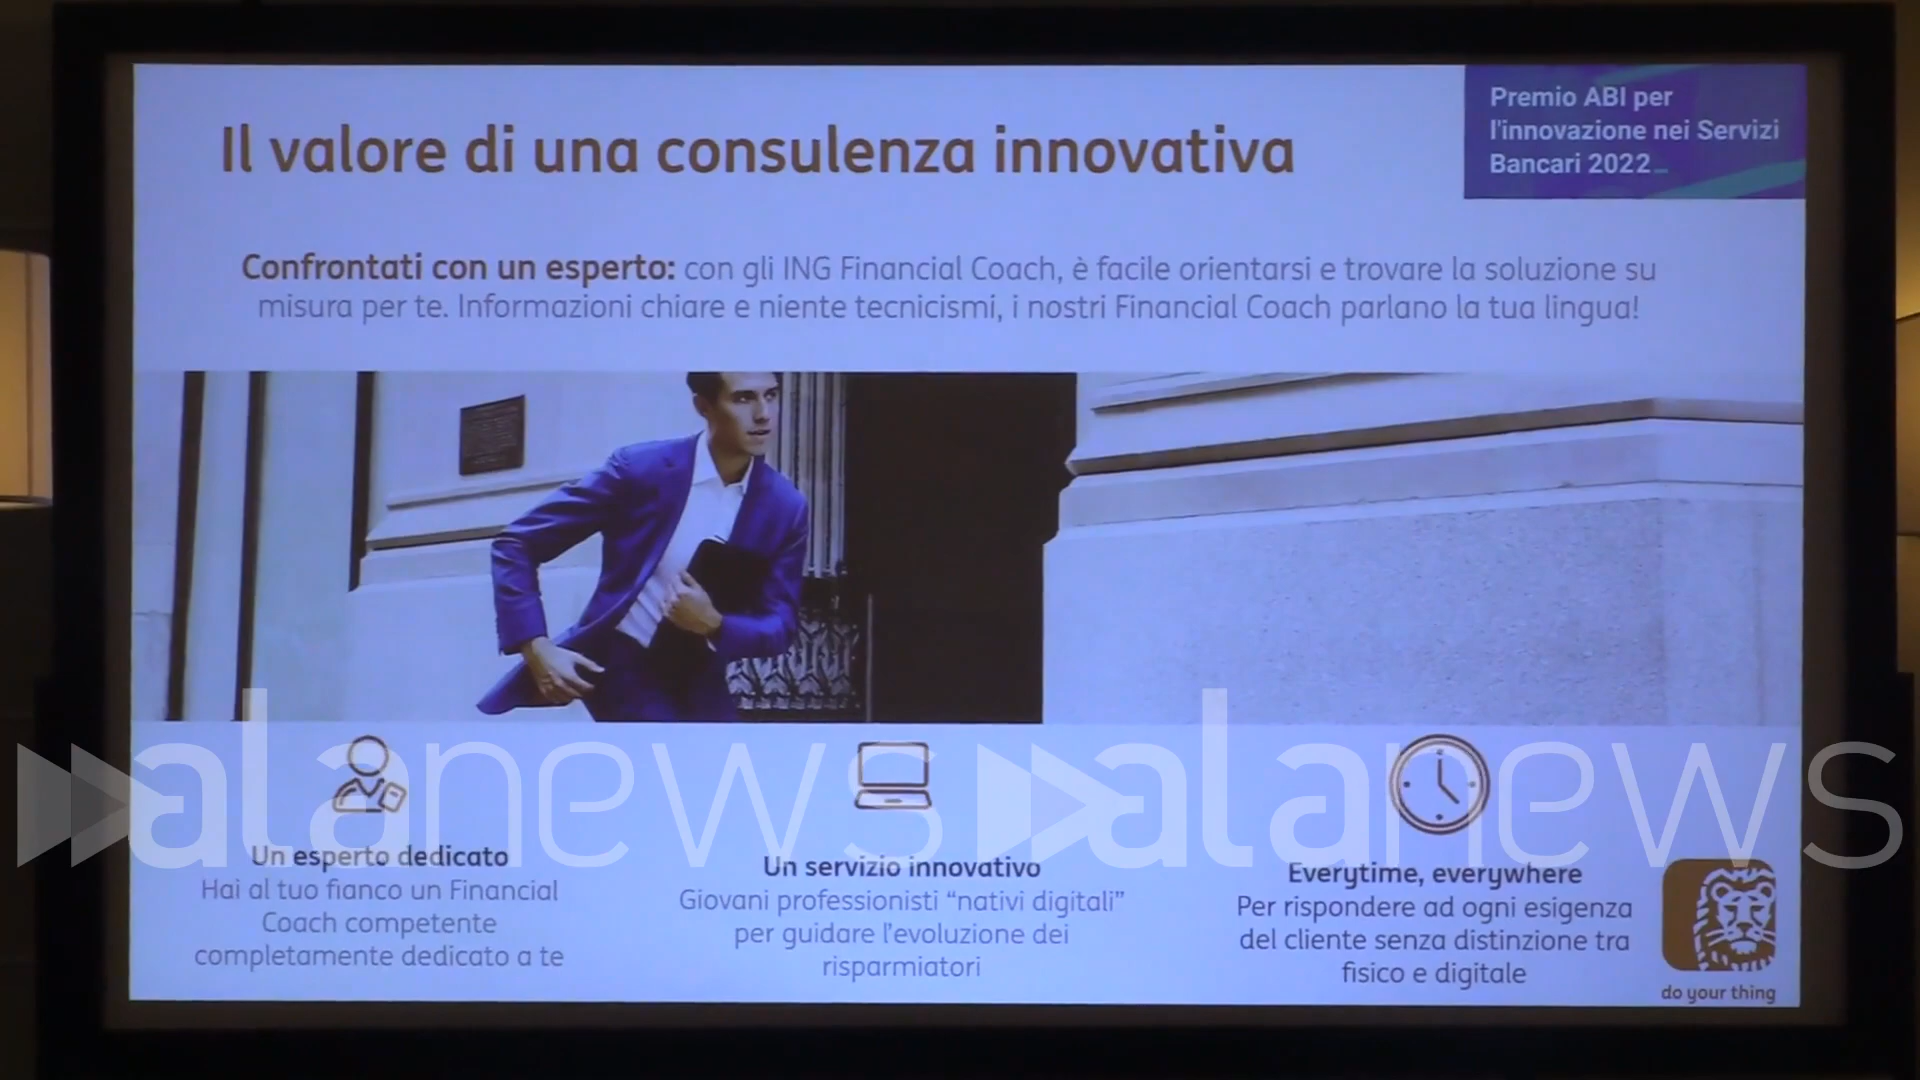 Il valore di una consulenza innovativa
Premio ABI per
l'innovazione nei Servizi
Bancari 2022_
Confrontati con un esperto: con gli ING Financial Coach, è facile orientarsi e trovare la soluzione su
misura per te. Informazioni chiare e niente tecnicismi, i nostri Financial Coach parlano la tua lingua!
alanews alanews
Un esperto dedicato
Hai al tuo fianco un Financial
Coach competente
completamente dedicato a te
Un servizio innovativo
Giovani professionisti “nativi digitali”
per guidare l’evoluzione dei
risparmiatori
Everytime, everywhere
Per rispondere ad ogni esigenza
del cliente senza distinzione tra
fisico e digitale
do your thing